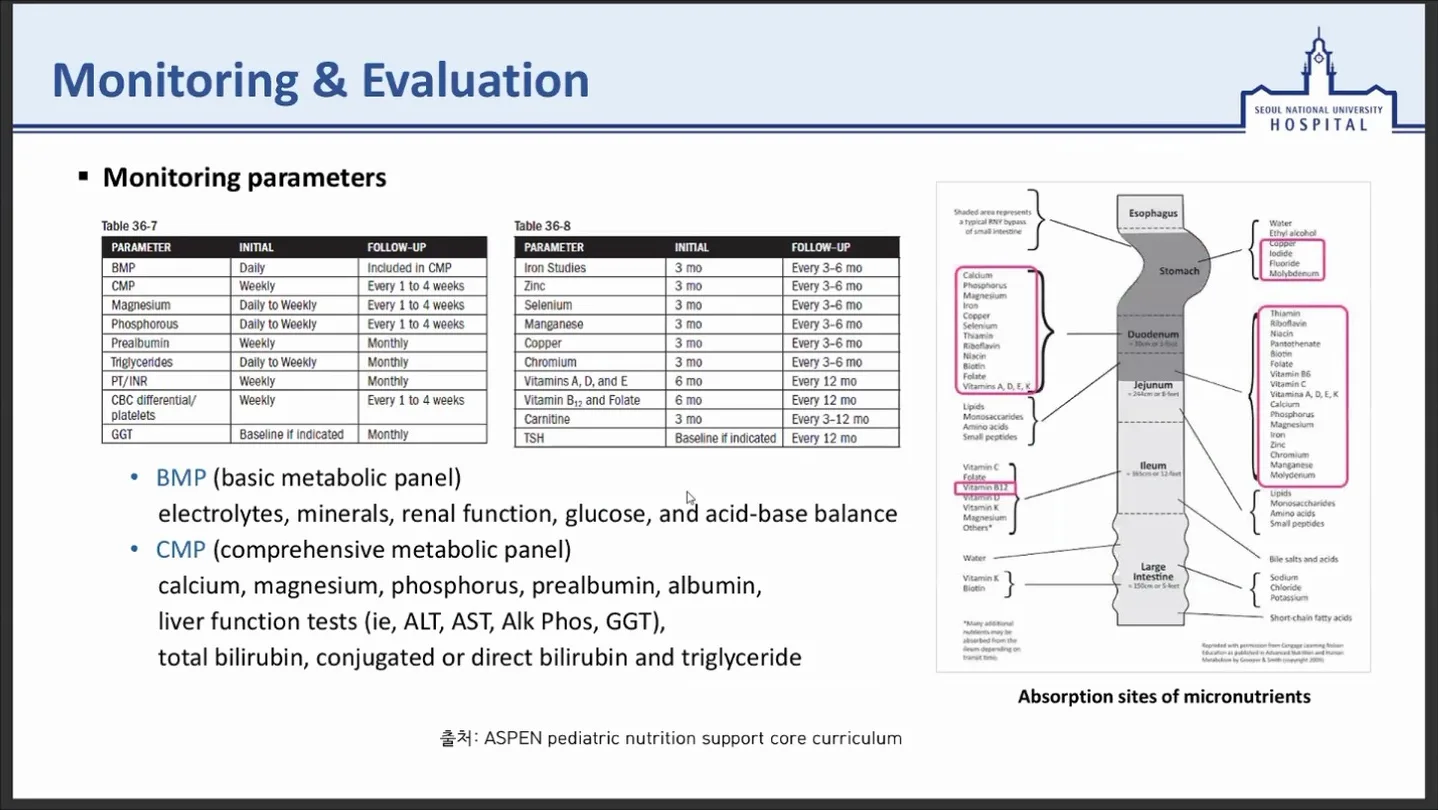 Monitoring & Evaluation
SEOUL NATIONAL UNIVERSITY
HOSPITAL
▪ Monitoring parameters
Table 36-7
PARAMETER INITIAL FOLLOW–UP
BMP Daily Included in CMP
CMP Weekly Every 1 to 4 weeks
Magnesium Daily to Weekly Every 1 to 4 weeks
Phosphorous Daily to Weekly Every 1 to 4 weeks
Prealbumin Weekly Monthly
Triglycerides Daily to Weekly Monthly
PT/INR Weekly Monthly
CBC differential/ Weekly Every 1 to 4 weeks
platelets
GGT Baseline if indicated Monthly
Table 36-8
PARAMETER INITIAL FOLLOW–UP
Iron Studies 3 mo Every 3–6 mo
Zinc 3 mo Every 3–6 mo
Selenium 3 mo Every 3–6 mo
Manganese 3 mo Every 3–6 mo
Copper 3 mo Every 3–6 mo
Chromium 3 mo Every 3–6 mo
Vitamins A, D, and E 6 mo Every 12 mo
Vitamin B12 and Folate 6 mo Every 12 mo
Carnitine 3 mo Every 3–12 mo
TSH Baseline if indicated Every 12 mo
• BMP (basic metabolic panel)
electrolytes, minerals, renal function, glucose, and acid-base balance
• CMP (comprehensive metabolic panel)
calcium, magnesium, phosphorus, prealbumin, albumin,
liver function tests (ie, ALT, AST, Alk Phos, GGT),
total bilirubin, conjugated or direct bilirubin and triglyceride
Shaded area represents
a typical RNY bypass
of small intestine
Calcium
Phosphorus
Magnesium
Iron
Copper
Selenium
Thiamin
Riboflavin
Niacin
Biotin
Folate
Vitamins A, D, E, K
Lipids
Monosaccarides
Amino acids
Small peptides
Vitamin C
Folate
Vitamin B12
Vitamin D
Vitamin K
Magnesium
Others*
Water
Vitamin K
Biotin
*Many additional
nutrients may be
absorbed from the
ileum depending on
transit time.
Esophagus
Stomach
Duodenum
Jejunum
Ileum
Large
Intestine
Water
Ethyl alcohol
Copper
Iodide
Fluoride
Molybdenum
Thiamin
Riboflavin
Niacin
Pantothenate
Biotin
Folate
Vitamin B6
Vitamin C
Vitamina A, D, E, K
Calcium
Phosphorus
Magnesium
Iron
Zinc
Chromium
Manganese
Molydenum
Lipids
Monosaccharides
Amino acids
Small peptides
Bile salts and acids
Sodium
Chloride
Potassium
Short-chain fatty acids
Absorption sites of micronutrients
출처: ASPEN pediatric nutrition support core curriculum